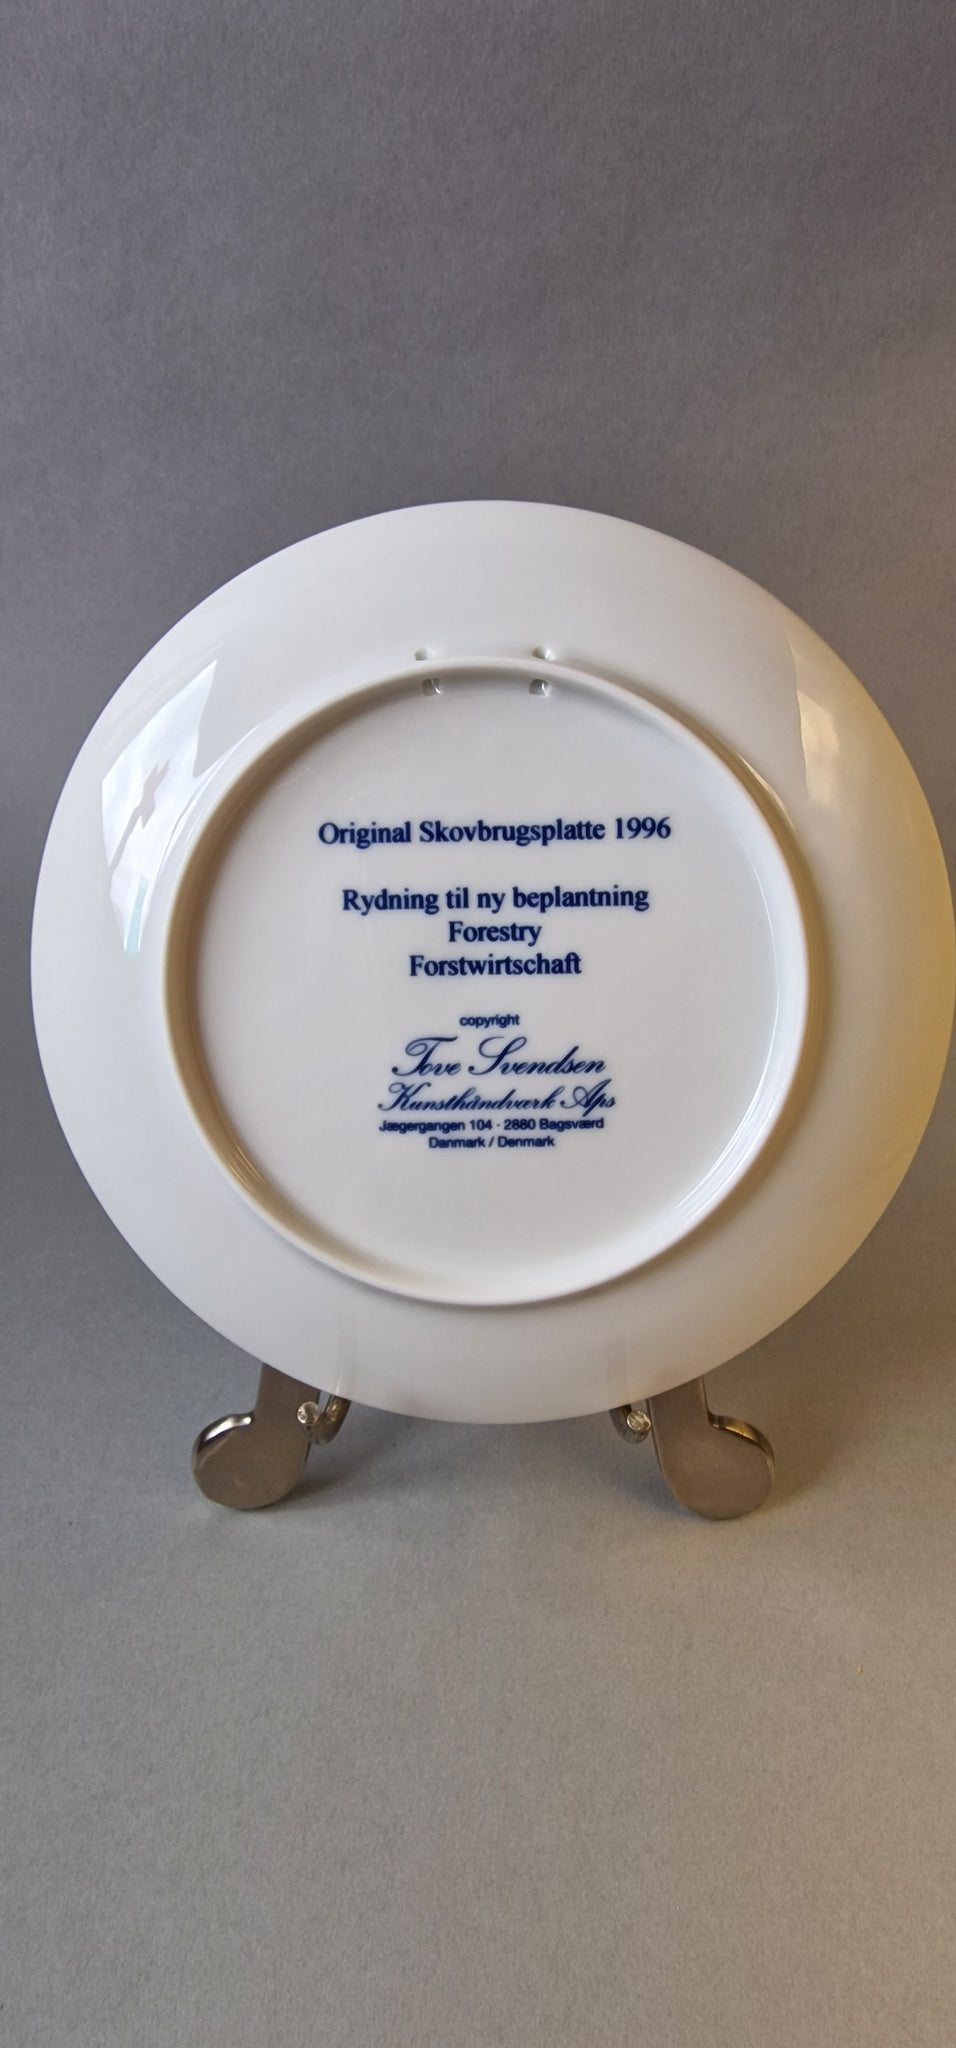 Original Skovbrugsplatte 1996
Rydning til ny beplantning
Forestry
Forstwirtschaft
copyright
Tove Svendsen
Kunsthåndværk Aps
Jægergangen 104 · 2880 Bagsværd
Danmark / Denmark